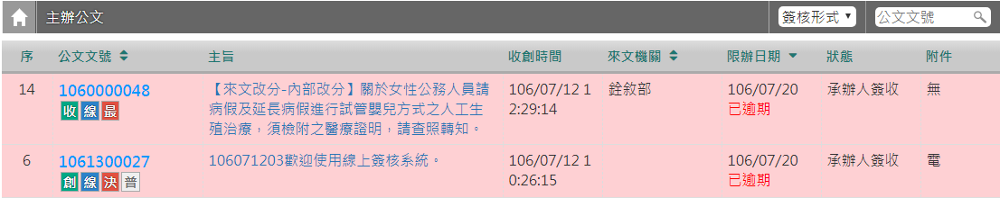 主辦公文 簽核形式 公文文號
序 公文文號 主旨 收創時間 來文機關 限辦日期 狀態 附件
14 1060000048 【來文改分-內部改分】關於女性公務人員請 106/07/12 1 銓敘部 106/07/20 承辦人簽收 無
收 線 最 病假及延長病假進行試管嬰兒方式之人工生 2:29:14 已逾期
殖治療，須檢附之醫療證明，請查照轉知。
6 1061300027 106071203歡迎使用線上簽核系統。 106/07/12 1 106/07/20 承辦人簽收 電
創 線 決 普 0:26:15 已逾期